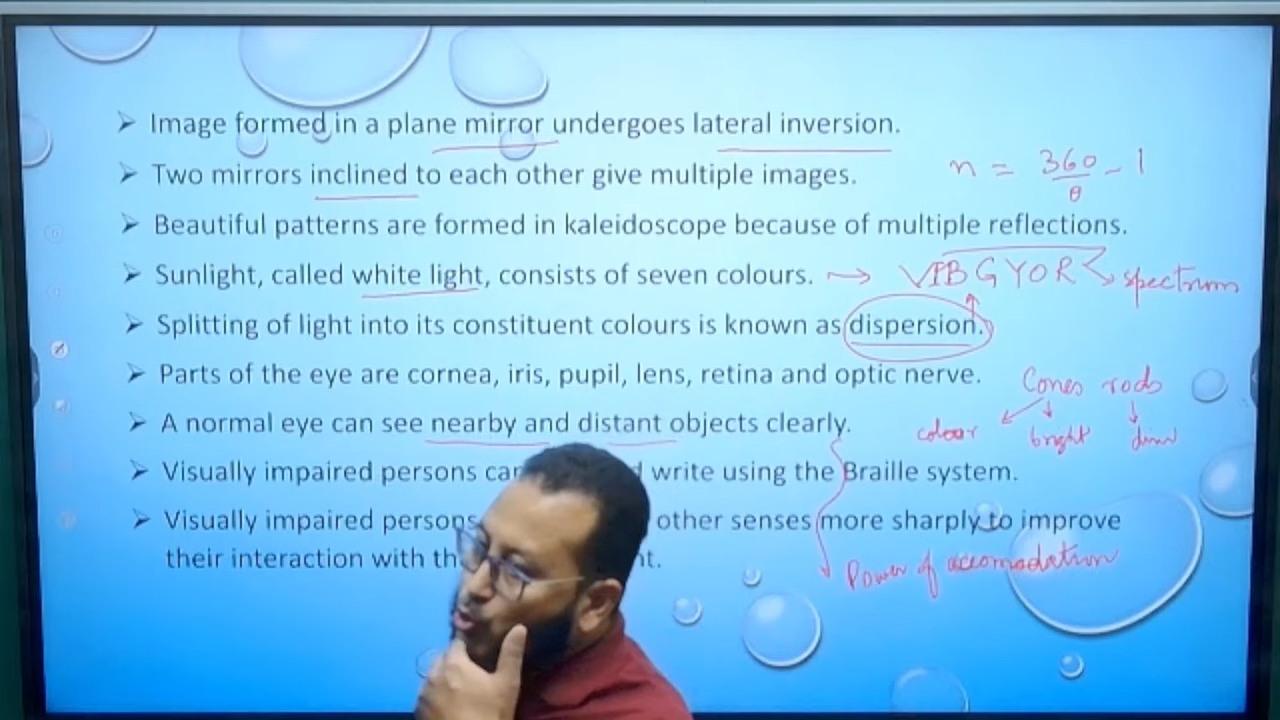 ➢ Image formed in a plane mirror undergoes lateral inversion.
➢ Two mirrors inclined to each other give multiple images. n = 360/θ - 1
➢ Beautiful patterns are formed in kaleidoscope because of multiple reflections.
➢ Sunlight, called white light, consists of seven colours. → VIBGYOR → spectrum
➢ Splitting of light into its constituent colours is known as dispersion.
➢ Parts of the eye are cornea, iris, pupil, lens, retina and optic nerve.
Cones rods
➢ A normal eye can see nearby and distant objects clearly.
colour bright dim
➢ Visually impaired persons can write using the Braille system.
➢ Visually impaired persons other senses more sharply to improve
their interaction with
Power of accomodation